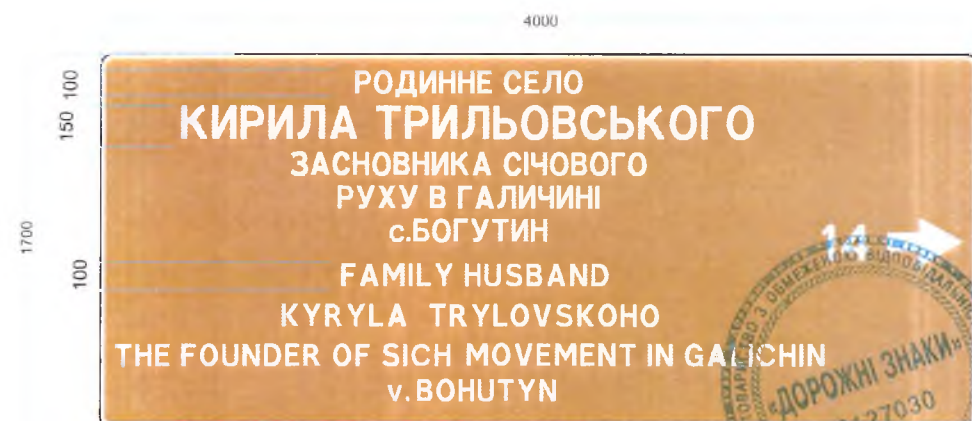 4000
100
150
1700
100
РОДИННЕ СЕЛО
КИРИЛА ТРИЛЬОВСЬКОГО
ЗАСНОВНИКА СІЧОВОГО
РУХУ В ГАЛИЧИНІ
с.БОГУТИН
14
FAMILY HUSBAND
KYRYLA TRYLOVSKOHO
THE FOUNDER OF SICH MOVEMENT IN GALICHIN
v.BOHUTYN
З ОБМЕЖЕНОЮ
«ДОРОЖНІ ЗНАКИ»